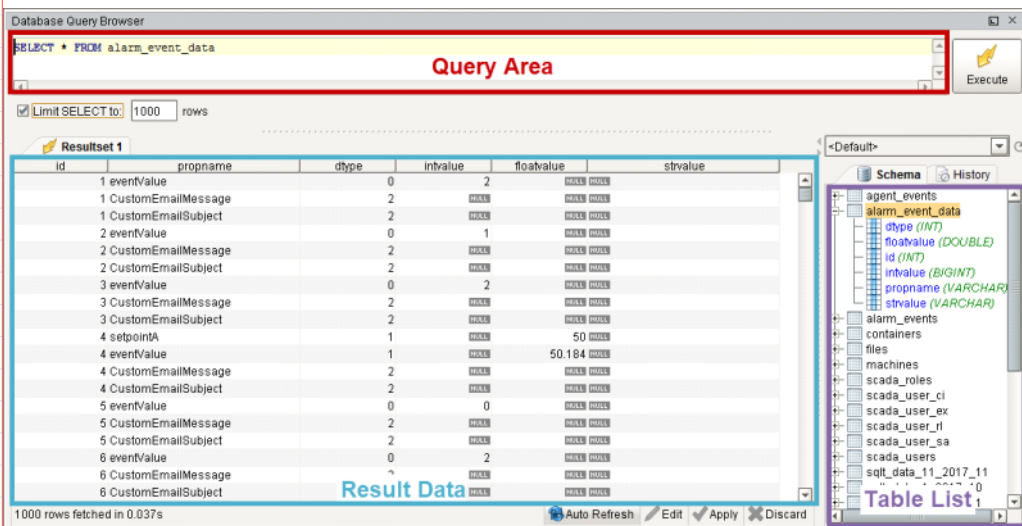 Database Query Browser
SELECT * FROM alarm_event_data
Query Area
Execute
Limit SELECT to: 1000 rows
Resultset 1
id propname dtype intvalue floatvalue strvalue
1 eventValue 0 2 NULL NULL
1 CustomEmailMessage 2 NULL NULL NULL
1 CustomEmailSubject 2 NULL NULL NULL
2 eventValue 0 1 NULL NULL
2 CustomEmailMessage 2 NULL NULL NULL
2 CustomEmailSubject 2 NULL NULL NULL
3 eventValue 0 2 NULL NULL
3 CustomEmailMessage 2 NULL NULL NULL
3 CustomEmailSubject 2 NULL NULL NULL
4 setpointA 1 NULL 50 NULL
4 eventValue 1 NULL 50.184 NULL
4 CustomEmailMessage 2 NULL NULL NULL
4 CustomEmailSubject 2 NULL NULL NULL
5 eventValue 0 0 NULL NULL
5 CustomEmailMessage 2 NULL NULL NULL
5 CustomEmailSubject 2 NULL NULL NULL
6 eventValue 0 2 NULL NULL
6 CustomEmailMessage NULL NULL NULL
6 CustomEmailSubject NULL NULL NULL
Result Data
1000 rows fetched in 0.037s
Auto Refresh Edit Apply Discard
<Default>
Schema History
agent_events
alarm_event_data
dtype (INT)
floatvalue (DOUBLE)
id (INT)
intvalue (BIGINT)
propname (VARCHAR)
strvalue (VARCHAR)
alarm_events
containers
files
machines
scada_roles
scada_user_ci
scada_user_ex
scada_user_rl
scada_user_sa
scada_users
sqlt_data_11_2017_11
Table List